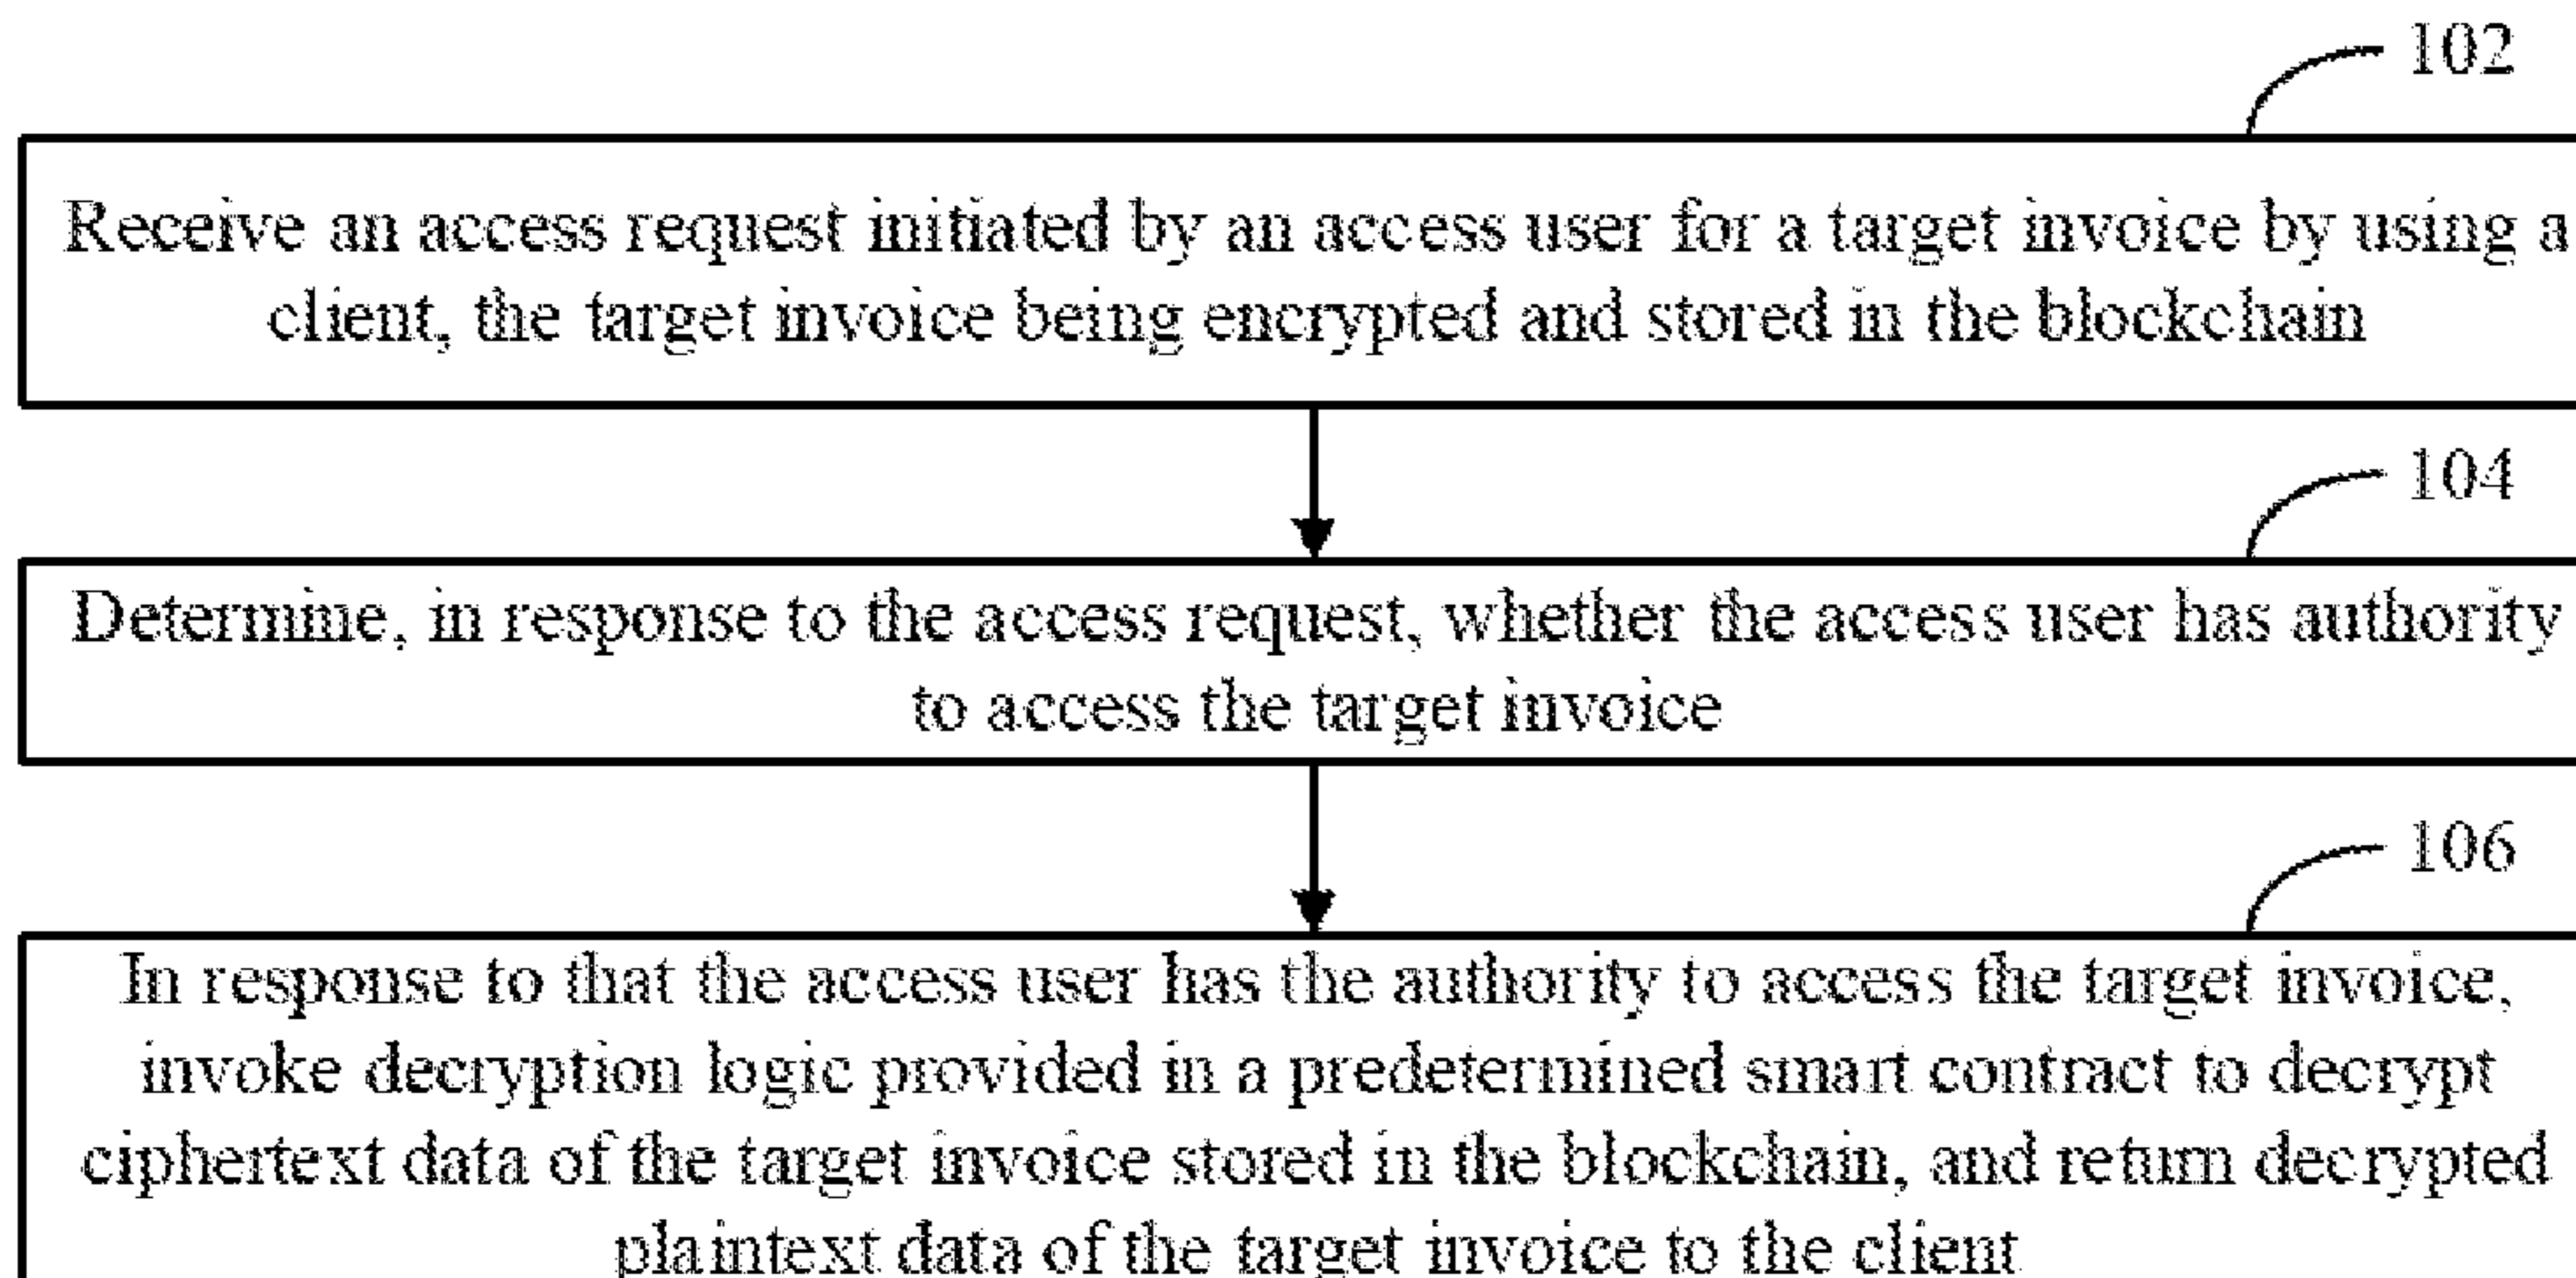 102
Receive an access request initiated by an access user for a target invoice by using a
client, the target invoice being encrypted and stored in the blockchain
104
Determine, in response to the access request, whether the access user has authority
to access the target invoice
106
In response to that the access user has the authority to access the target invoice,
invoke decryption logic provided in a predetermined smart contract to decrypt
ciphertext data of the target invoice stored in the blockchain, and return decrypted
plaintext data of the target invoice to the client